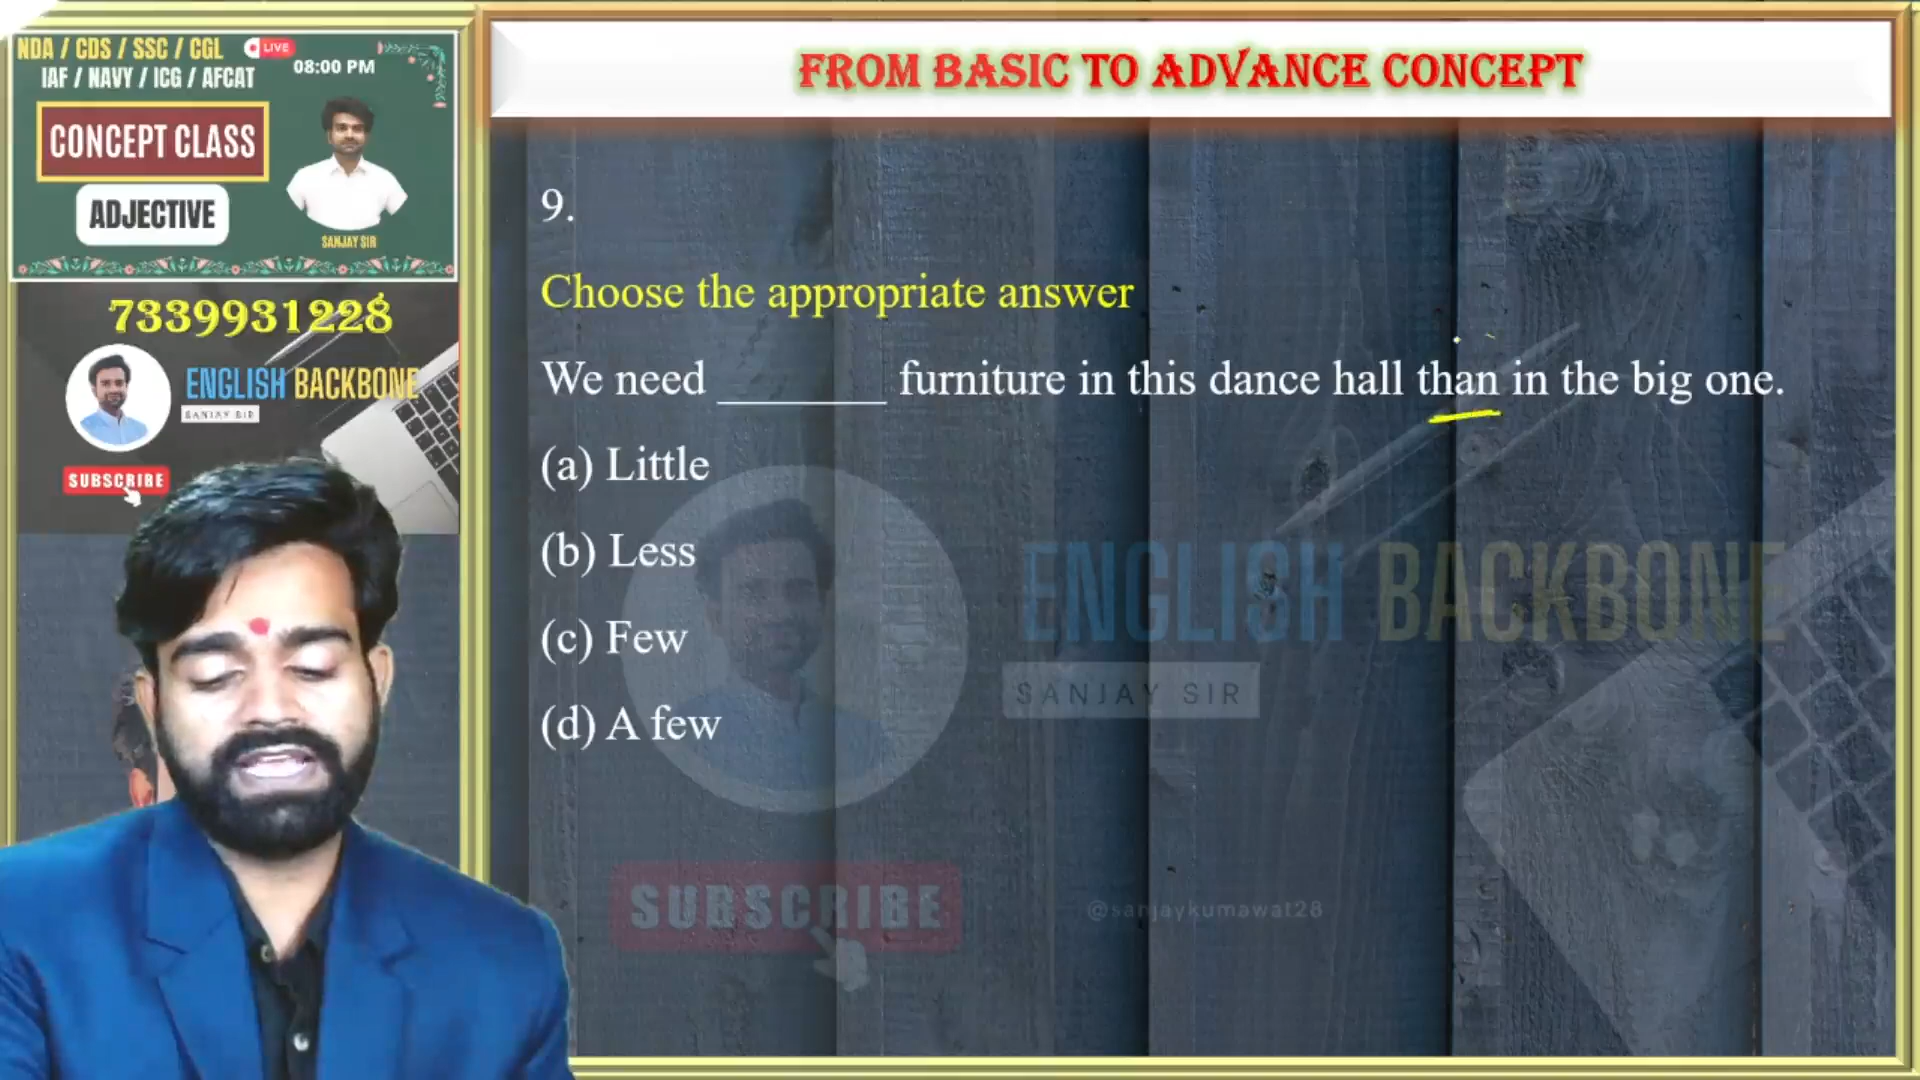 NDA / CDS / SSC / CGL
LIVE
IAF / NAVY / ICG / AFCAT
08:00 PM
CONCEPT CLASS
ADJECTIVE
SANJAY SIR
7339931228
ENGLISH BACKBONE
SANJAY SIR
SUBSCRIBE
FROM BASIC TO ADVANCE CONCEPT
9.
Choose the appropriate answer
We need _______ furniture in this dance hall than in the big one.
(a) Little
(b) Less
(c) Few
(d) A few
ENGLISH BACKBONE
SANJAY SIR
SUBSCRIBE
@sanjaykumawat28